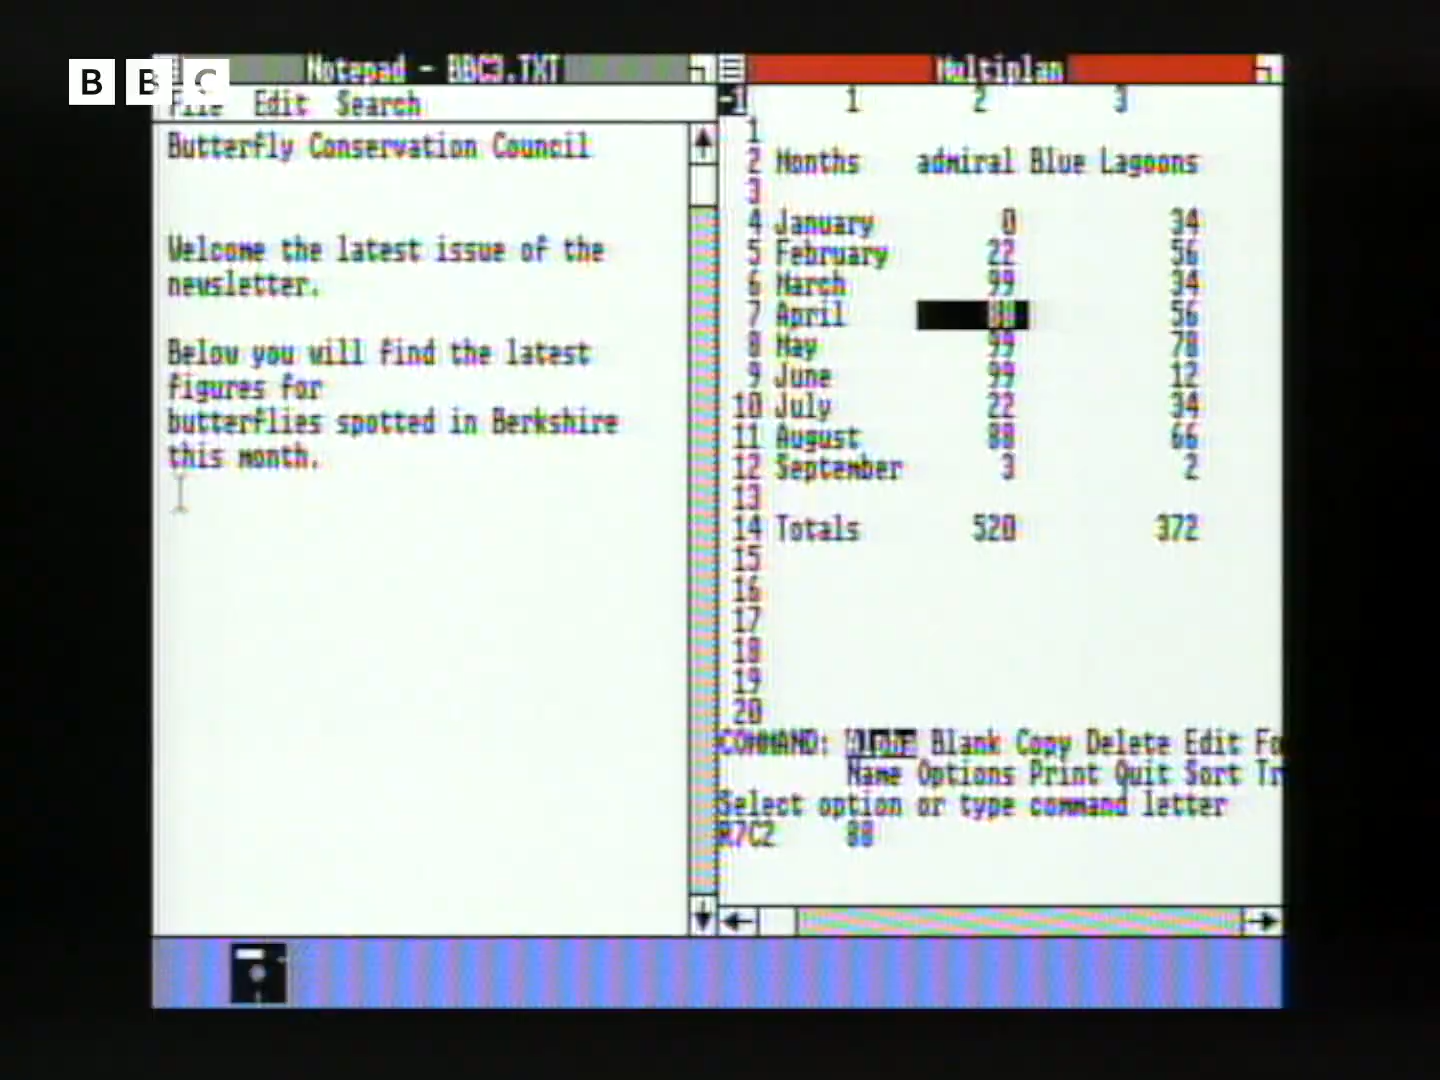 BBC
Notepad - BBC3.TXT
File Edit Search
Butterfly Conservation Council
Welcome the latest issue of the
newsletter.
Below you will find the latest
figures for
butterflies spotted in Berkshire
this month.
Multiplan
1 2 3
1
2 Months admiral Blue Lagoons
3
4 January 0 34
5 February 22 56
6 March 99 34
7 April 56
8 May 99 78
9 June 99 12
10 July 22 34
11 August 88 66
12 September 3 2
13
14 Totals 520 372
15
16
17
18
19
20
COMMAND: Blank Copy Delete Edit Fo
Name Options Print Quit Sort Tr
Select option or type command letter
R7C2 88